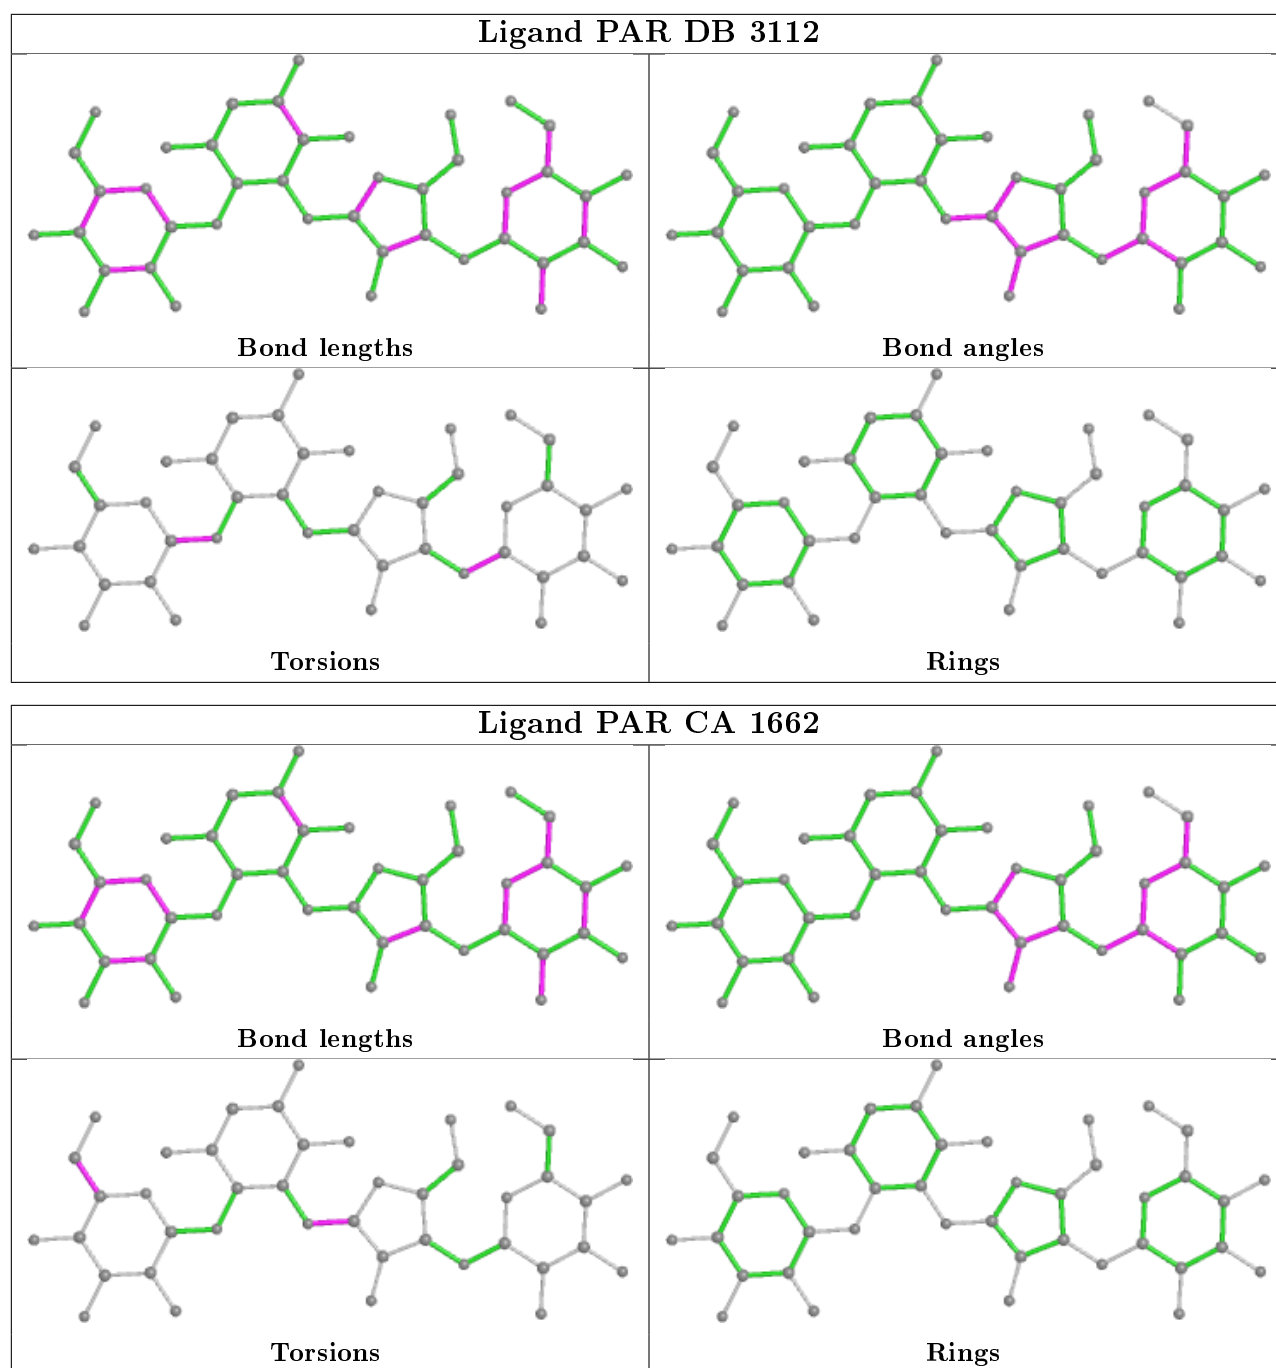 Ligand PAR DB 3112
Bond lengths
Bond angles
Torsions
Rings
Ligand PAR CA 1662
Bond lengths
Bond angles
Torsions
Rings